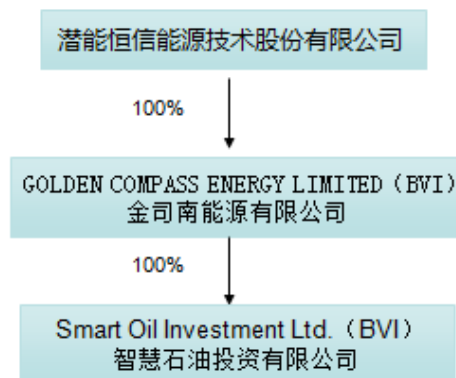 潜能恒信能源技术股份有限公司
100%
GOLDEN COMPASS ENERGY LIMITED（BVI）
金司南能源有限公司
100%
Smart Oil Investment Ltd.（BVI）
智慧石油投资有限公司